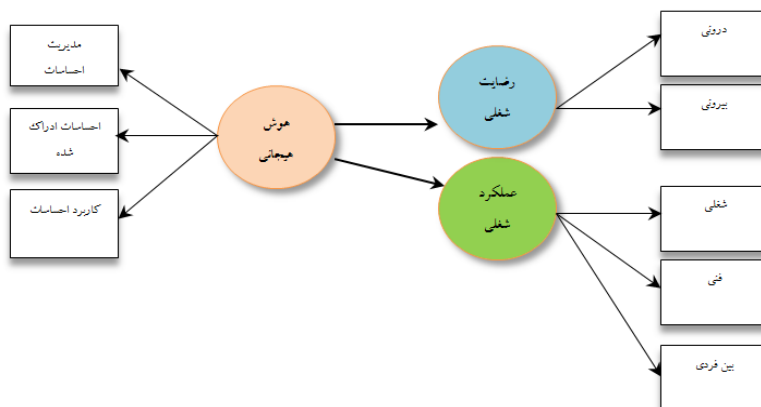 مدیریت
احساسات
احساسات ادراک
شده
کاربرد احساسات
هوش
هیجانی
رضایت
شغلی
عملکرد
شغلی
درونی
بیرونی
شغلی
فنی
بین فردی